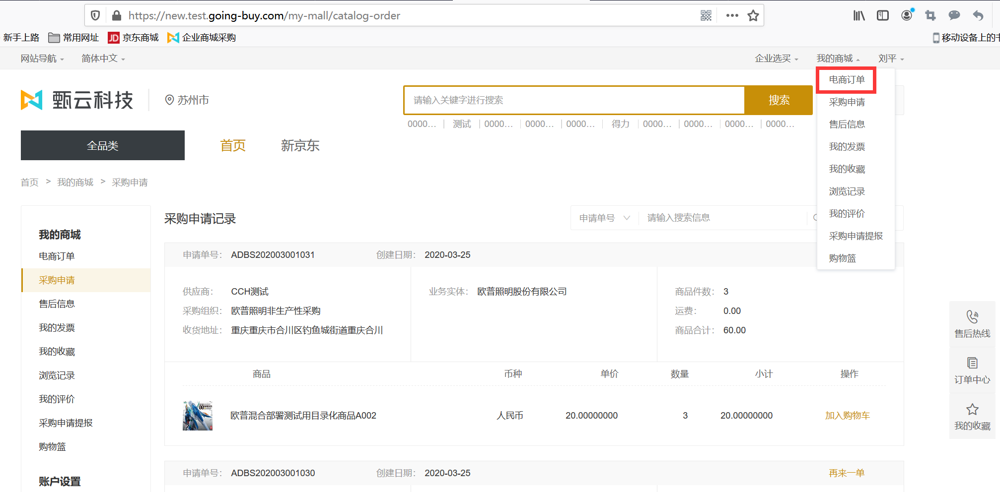 https://new.test.going-buy.com/my-mall/catalog-order
新手上路 常用网址 JD 京东商城 企业商城采购 移动设备上的
网站导航 简体中文 企业选买 我的商城 刘平
甄云科技 苏州市 请输入关键字进行搜索 搜索
0000... 测试 0000... 0000... 0000... 得力 0000... 0000... 0000... 0000...
全品类 首页 新京东
电商订单
采购申请
售后信息
我的发票
我的收藏
浏览记录
我的评价
采购申请提报
购物篮
首页 > 我的商城 > 采购申请
我的商城
电商订单
采购申请
售后信息
我的发票
我的收藏
浏览记录
我的评价
采购申请提报
购物篮
账户设置
采购申请记录 申请单号 请输入搜索信息
申请单号： ADBS202003001031 创建日期： 2020-03-25
供应商： CCH测试 业务实体： 欧普照明股份有限公司 商品件数： 3
采购组织： 欧普照明非生产性采购 运费： 0.00
收货地址： 重庆重庆市合川区钓鱼城街道重庆合川 商品合计： 60.00
商品 币种 单价 数量 小计 操作
欧普混合部署测试用目录化商品A002 人民币 20.00000000 3 20.00000000 加入购物车
申请单号： ADBS202003001030 创建日期： 2020-03-25 再来一单
售后热线
订单中心
我的收藏